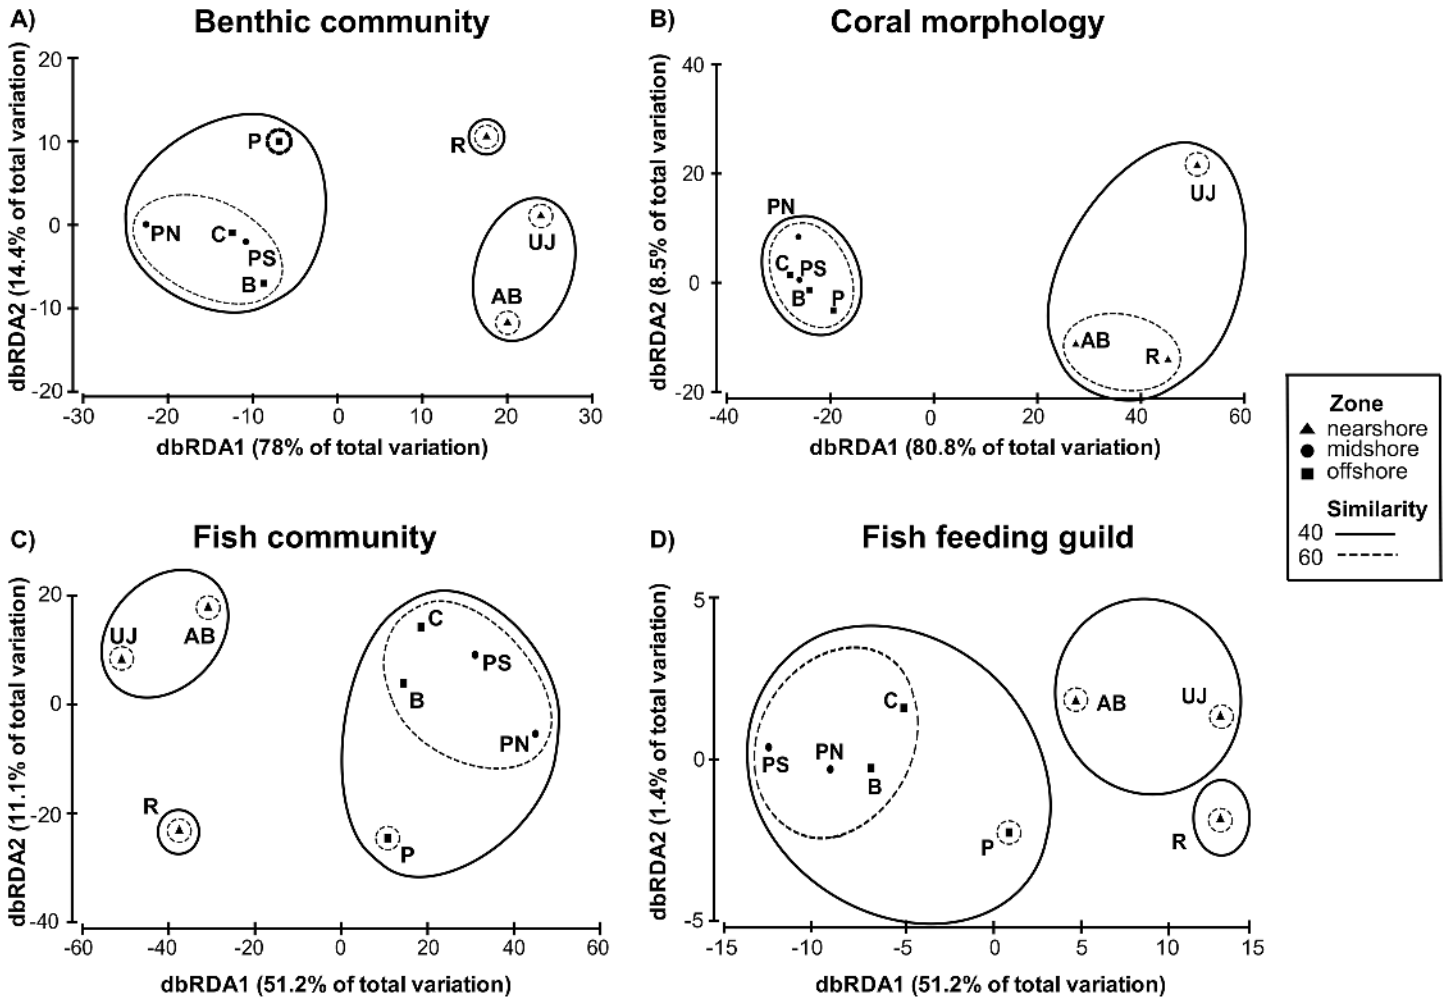 A)
Benthic community
dbRDA2 (14.4% of total variation)
20
10
0
-10
-20
P
R
PN
C
PS
B
UJ
AB
-30
-20
-10
0
10
20
30
dbRDA1 (78% of total variation)
B)
Coral morphology
dbRDA2 (8.5% of total variation)
40
20
0
-20
PN
C
PS
B
P
UJ
AB
R
-40
-20
0
20
40
60
dbRDA1 (80.8% of total variation)
Zone
nearshore
midshore
offshore
Similarity
40
60
C)
Fish community
dbRDA2 (11.1% of total variation)
20
0
-20
-40
UJ
AB
C
PS
B
PN
R
P
-60
-40
-20
0
20
40
60
dbRDA1 (51.2% of total variation)
D)
Fish feeding guild
dbRDA2 (1.4% of total variation)
5
0
-5
C
AB
UJ
PS
PN
B
P
R
-15
-10
-5
0
5
10
15
dbRDA1 (51.2% of total variation)